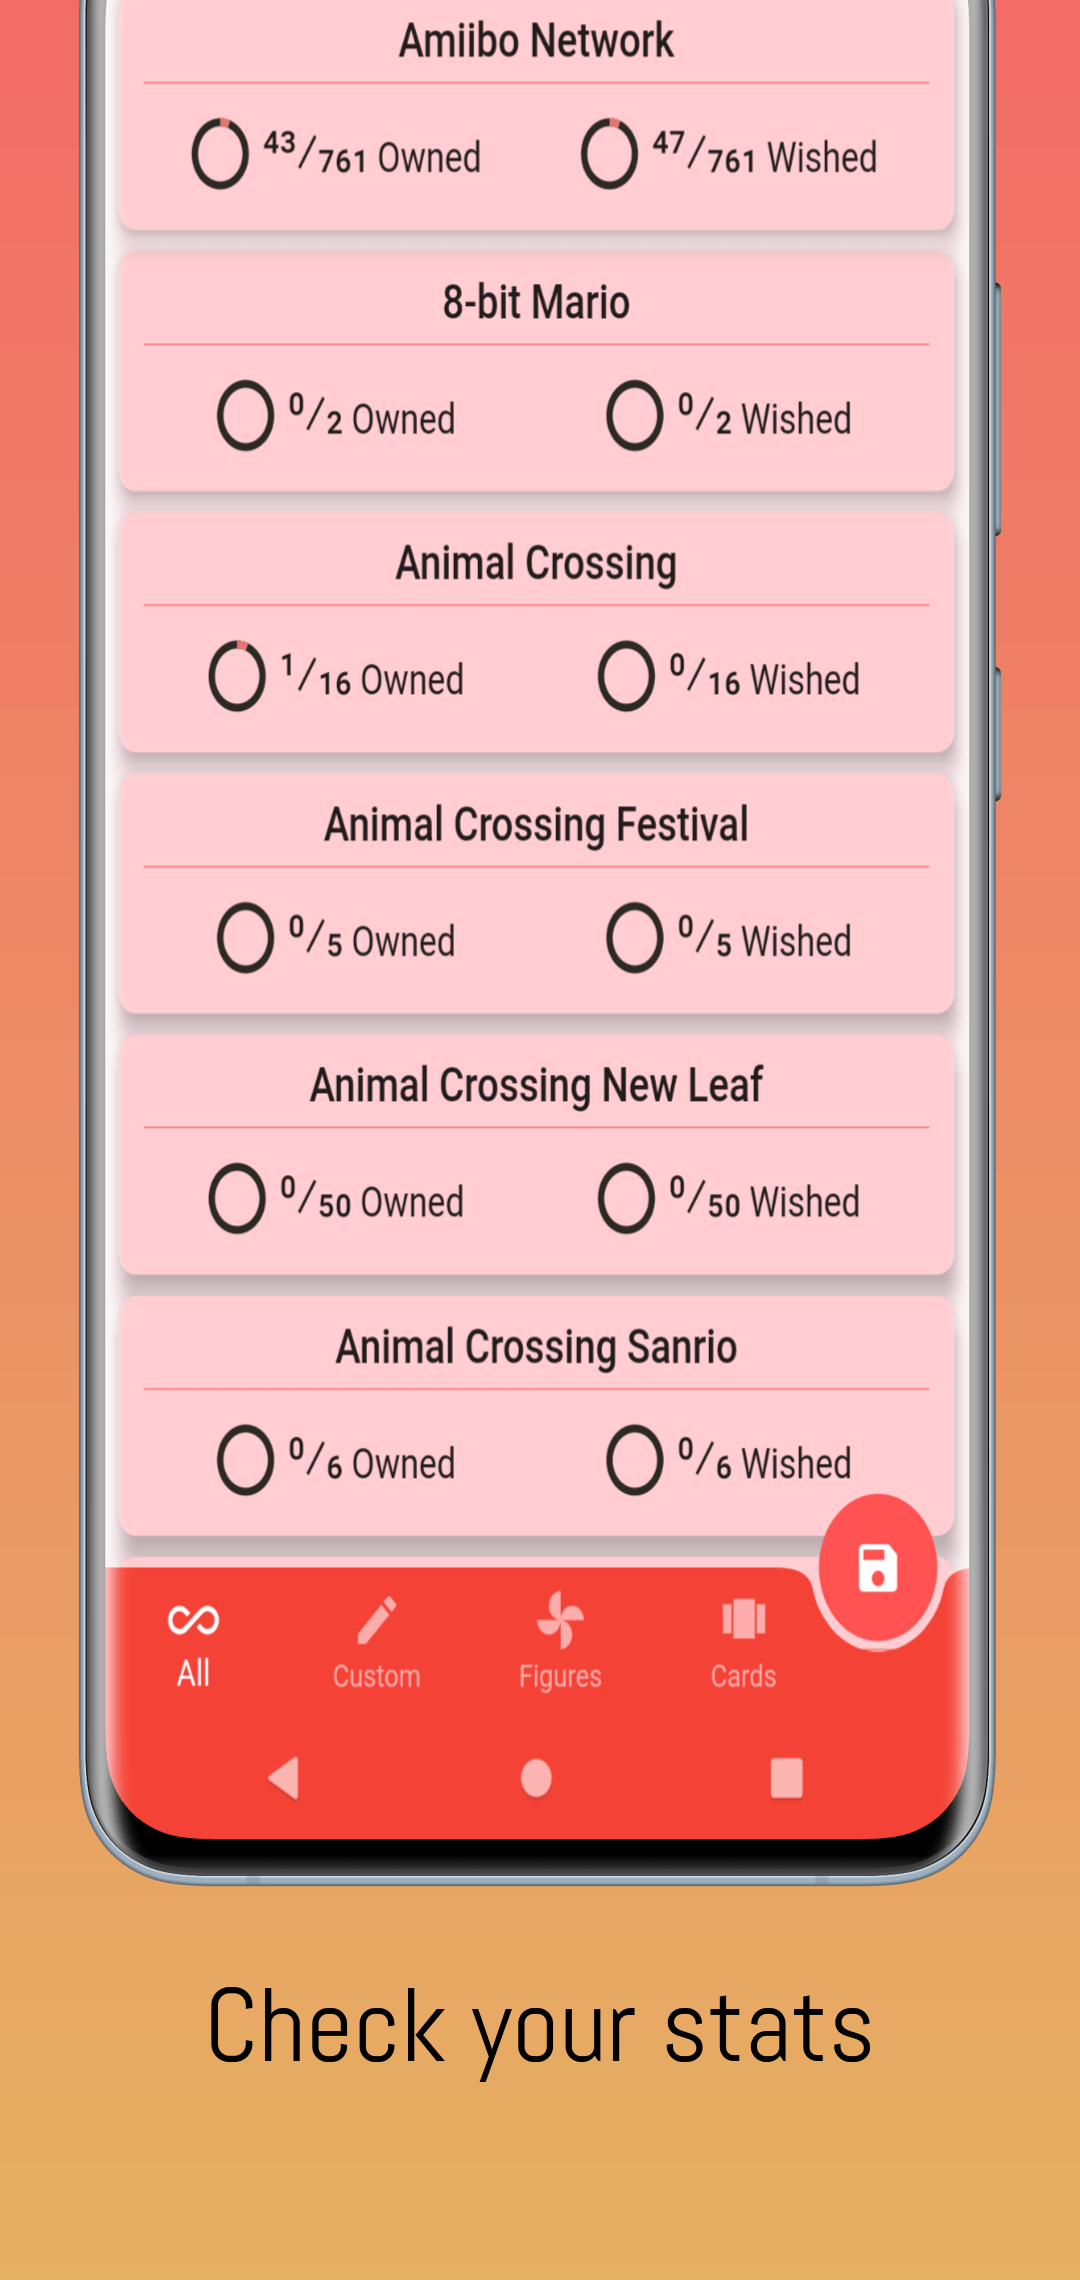 Amiibo Network
43/761 Owned 47/761 Wished
8-bit Mario
0/2 Owned 0/2 Wished
Animal Crossing
1/16 Owned 0/16 Wished
Animal Crossing Festival
0/5 Owned 0/5 Wished
Animal Crossing New Leaf
0/50 Owned 0/50 Wished
Animal Crossing Sanrio
0/6 Owned 0/6 Wished
All Custom Figures Cards
Check your stats